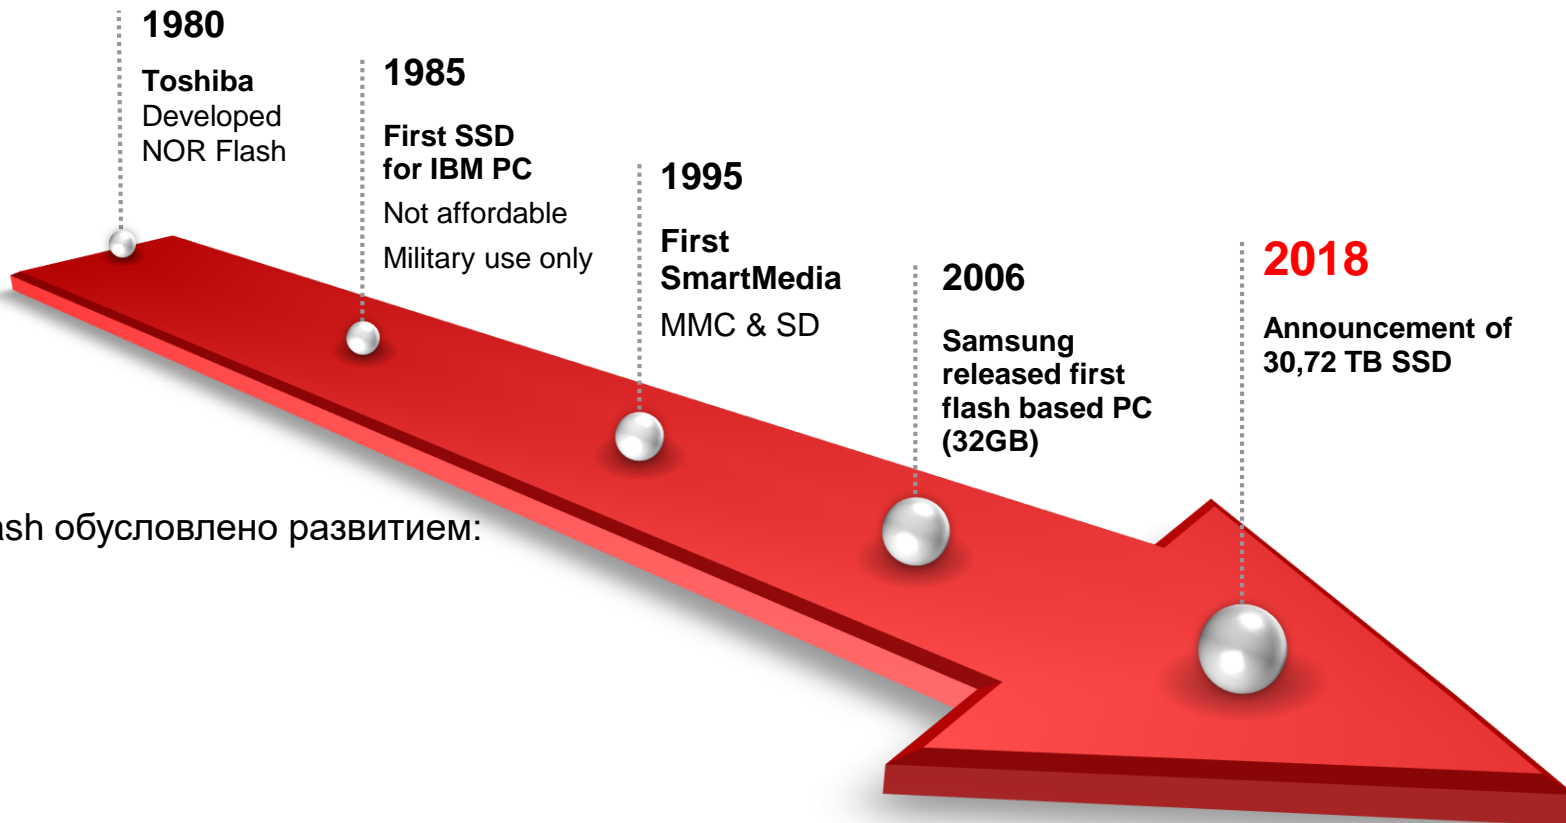 1980
Toshiba
Developed
NOR Flash
1985
First SSD
for IBM PC
Not affordable
Military use only
1995
First
SmartMedia
MMC & SD
2006
Samsung
released first
flash based PC
(32GB)
2018
Announcement of
30,72 TB SSD
обусловлено развитием: